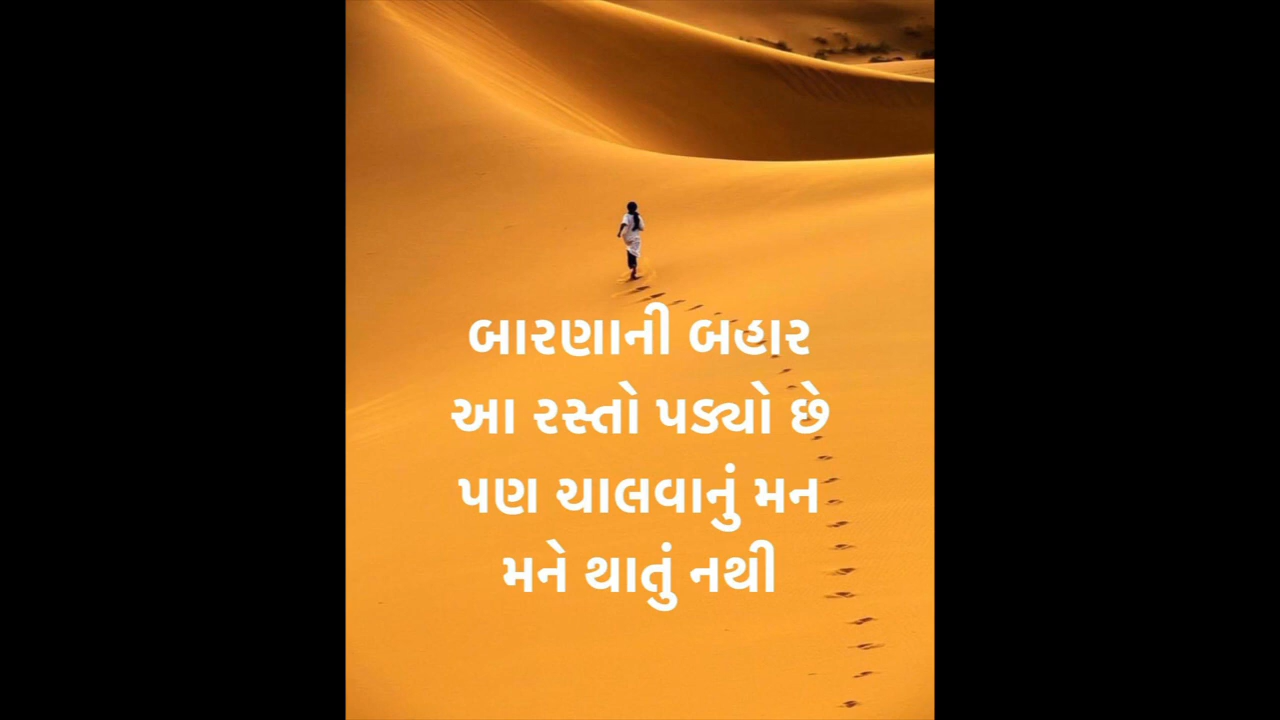 બારણાની બહાર
આ રસ્તો પડ્યો છે
પણ ચાલવાનું મન
મને થાતું નથી